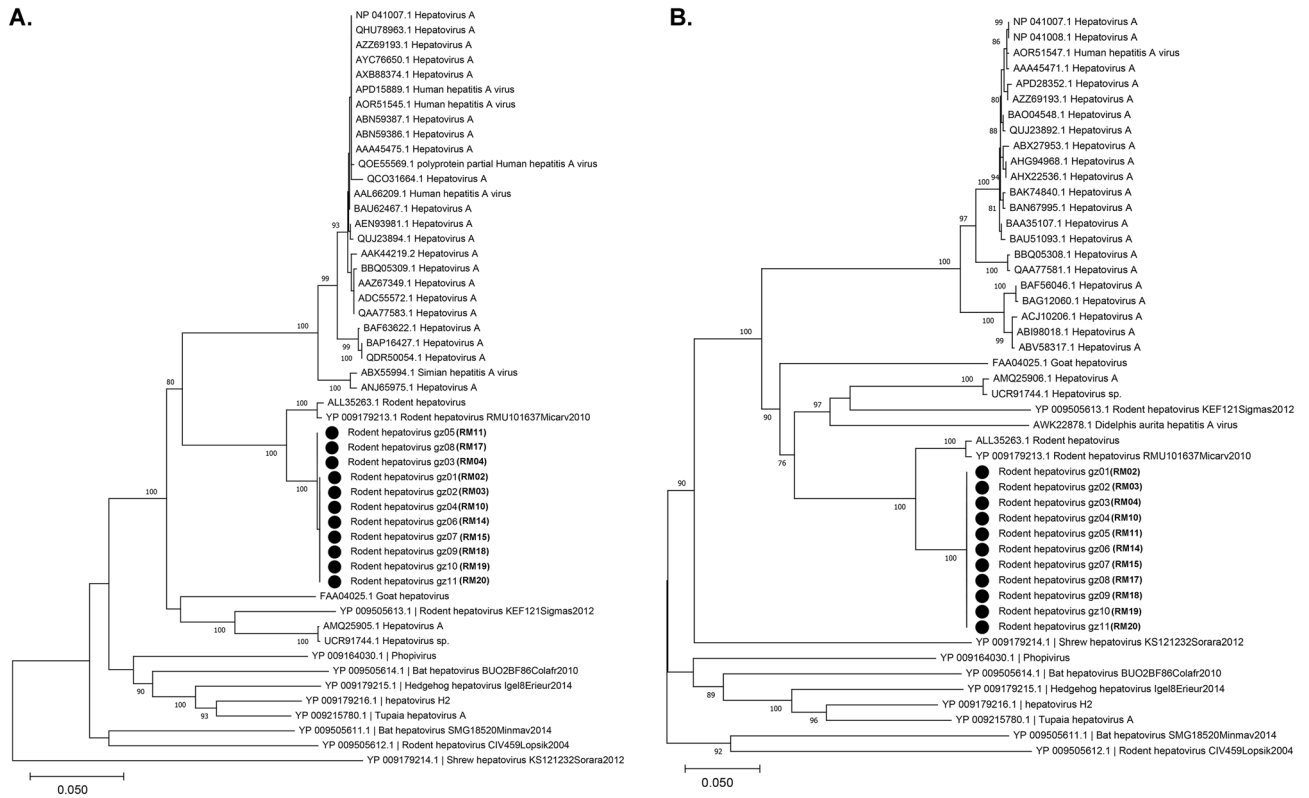 A.
NP 041007.1 Hepatovirus A
QHU78963.1 Hepatovirus A
AZZ69193.1 Hepatovirus A
AYC76650.1 Hepatovirus A
AXB88374.1 Hepatovirus A
APD15889.1 Human hepatitis A virus
AOR51545.1 Human hepatitis A virus
ABN59387.1 Hepatovirus A
ABN59386.1 Hepatovirus A
AAA45475.1 Hepatovirus A
QOE55569.1 polyprotein partial Human hepatitis A virus
QCO31664.1 Hepatovirus A
AAL66209.1 Human hepatitis A virus
BAU62467.1 Hepatovirus A
93
AEN93981.1 Hepatovirus A
QUJ23894.1 Hepatovirus A
AAK44219.2 Hepatovirus A
BBQ05309.1 Hepatovirus A
99
AAZ67349.1 Hepatovirus A
ADC55572.1 Hepatovirus A
QAA77583.1 Hepatovirus A
100
BAF63622.1 Hepatovirus A
BAP16427.1 Hepatovirus A
99
100
QDR50054.1 Hepatovirus A
ABX55994.1 Simian hepatitis A virus
100
ANJ65975.1 Hepatovirus A
80
100
ALL35263.1 Rodent hepatovirus
YP 009179213.1 Rodent hepatovirus RMU101637Micarv2010
Rodent hepatovirus gz05 (RM11)
100
Rodent hepatovirus gz08 (RM17)
Rodent hepatovirus gz03 (RM04)
Rodent hepatovirus gz01 (RM02)
100
Rodent hepatovirus gz02 (RM03)
100
Rodent hepatovirus gz04 (RM10)
Rodent hepatovirus gz06 (RM14)
Rodent hepatovirus gz07 (RM15)
Rodent hepatovirus gz09 (RM18)
Rodent hepatovirus gz10 (RM19)
Rodent hepatovirus gz11 (RM20)
FAA04025.1 Goat hepatovirus
YP 009505613.1 | Rodent hepatovirus KEF121Sigmas2012
100
AMQ25905.1 Hepatovirus A
100
UCR91744.1 Hepatovirus sp.
YP 009164030.1 | Phopivirus
YP 009505614.1 | Bat hepatovirus BUO2BF86Colafr2010
90
YP 009179215.1 | Hedgehog hepatovirus Igel8Erieur2014
100
YP 009179216.1 | hepatovirus H2
93
YP 009215780.1 | Tupaia hepatovirus A
YP 009505611.1 | Bat hepatovirus SMG18520Minmav2014
YP 009505612.1 | Rodent hepatovirus CIV459Lopsik2004
YP 009179214.1 | Shrew hepatovirus KS121232Sorara2012
0.050
B.
99
NP 041007.1 Hepatovirus A
86
NP 041008.1 Hepatovirus A
AOR51547.1 Human hepatitis A virus
AAA45471.1 Hepatovirus A
APD28352.1 Hepatovirus A
80
AZZ69193.1 Hepatovirus A
BAO04548.1 Hepatovirus A
88
QUJ23892.1 Hepatovirus A
ABX27953.1 Hepatovirus A
AHG94968.1 Hepatovirus A
94
100
AHX22536.1 Hepatovirus A
BAK74840.1 Hepatovirus A
81
BAN67995.1 Hepatovirus A
97
BAA35107.1 Hepatovirus A
BAU51093.1 Hepatovirus A
BBQ05308.1 Hepatovirus A
100
100
QAA77581.1 Hepatovirus A
100
BAF56046.1 Hepatovirus A
BAG12060.1 Hepatovirus A
100
ACJ10206.1 Hepatovirus A
100
ABI98018.1 Hepatovirus A
99
ABV58317.1 Hepatovirus A
FAA04025.1 Goat hepatovirus
100
AMQ25906.1 Hepatovirus A
UCR91744.1 Hepatovirus sp.
90
97
YP 009505613.1 | Rodent hepatovirus KEF121Sigmas2012
AWK22878.1 Didelphis aurita hepatitis A virus
100
ALL35263.1 Rodent hepatovirus
76
YP 009179213.1 Rodent hepatovirus RMU101637Micarv2010
Rodent hepatovirus gz01(RM02)
90
Rodent hepatovirus gz02 (RM03)
100
Rodent hepatovirus gz03(RM04)
Rodent hepatovirus gz04(RM10)
Rodent hepatovirus gz05(RM11)
100
Rodent hepatovirus gz06 (RM14)
Rodent hepatovirus gz07(RM15)
Rodent hepatovirus gz08 (RM17)
Rodent hepatovirus gz09(RM18)
Rodent hepatovirus gz10(RM19)
Rodent hepatovirus gz11(RM20)
YP 009179214.1 | Shrew hepatovirus KS121232Sorara2012
YP 009164030.1 | Phopivirus
YP 009505614.1 | Bat hepatovirus BUO2BF86Colafr2010
89
YP 009179215.1 | Hedgehog hepatovirus Igel8Erieur2014
100
YP 009179216.1 | hepatovirus H2
96
YP 009215780.1 | Tupaia hepatovirus A
YP 009505611.1 | Bat hepatovirus SMG18520Minmav2014
92
YP 009505612.1 | Rodent hepatovirus CIV459Lopsik2004
0.050